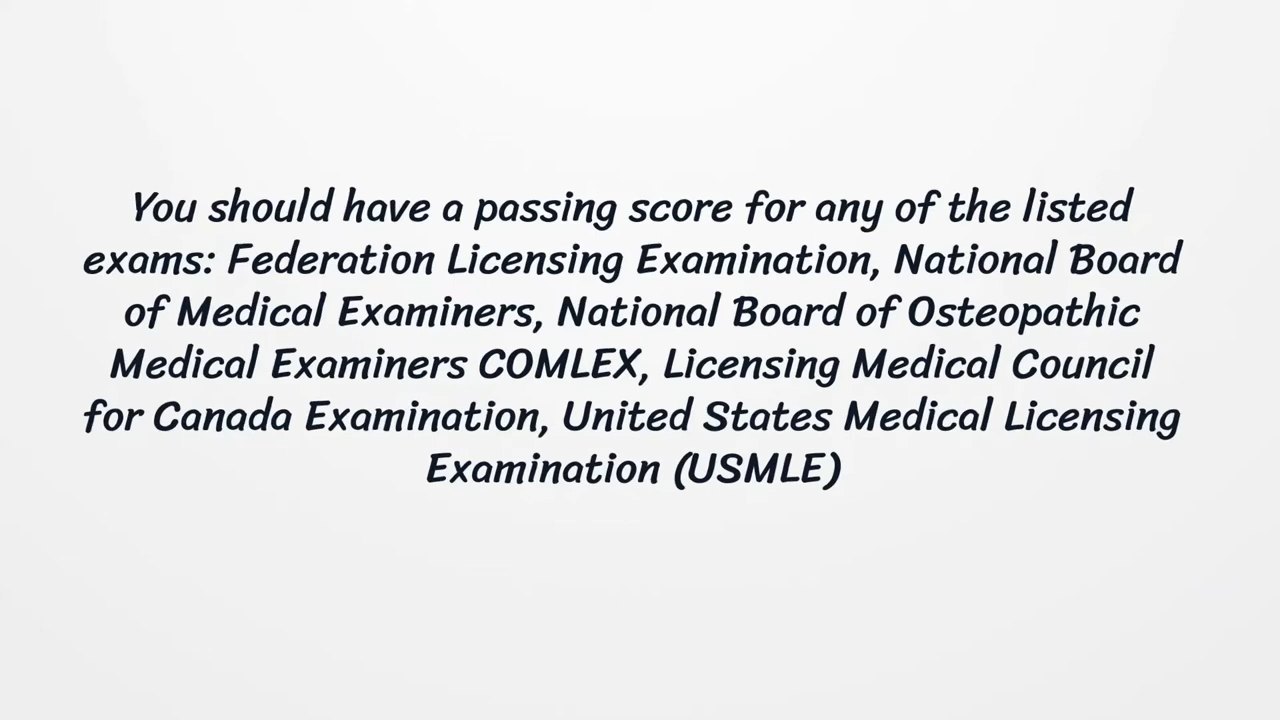 You should have a passing score for any of the listed
exams: Federation Licensing Examination, National Board
of Medical Examiners, National Board of Osteopathic
Medical Examiners COMLEX, Licensing Medical Council
for Canada Examination, United States Medical Licensing
Examination (USMLE)